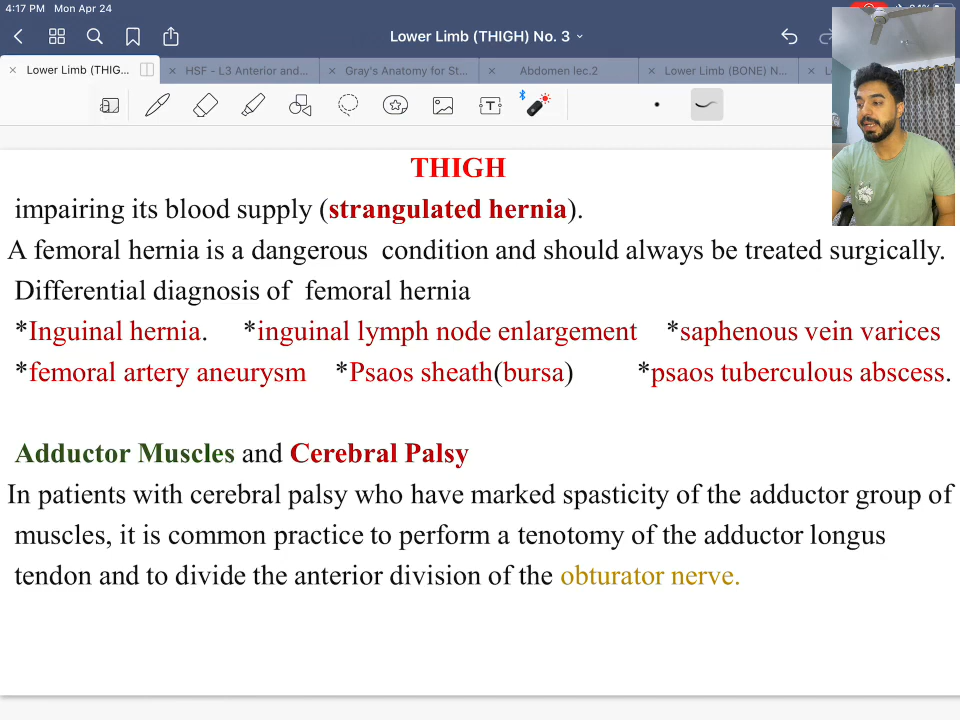 4:17 PM Mon Apr 24
Lower Limb (THIGH) No. 3
Lower Limb (THIG...
HSF - L3 Anterior and...
Gray's Anatomy for St...
Abdomen lec.2
Lower Limb (BONE) N...
THIGH
impairing its blood supply (strangulated hernia).
A femoral hernia is a dangerous condition and should always be treated surgically.
Differential diagnosis of femoral hernia
*Inguinal hernia. *inguinal lymph node enlargement *saphenous vein varices
*femoral artery aneurysm *Psaos sheath(bursa) *psaos tuberculous abscess.
Adductor Muscles and Cerebral Palsy
In patients with cerebral palsy who have marked spasticity of the adductor group of
muscles, it is common practice to perform a tenotomy of the adductor longus
tendon and to divide the anterior division of the obturator nerve.